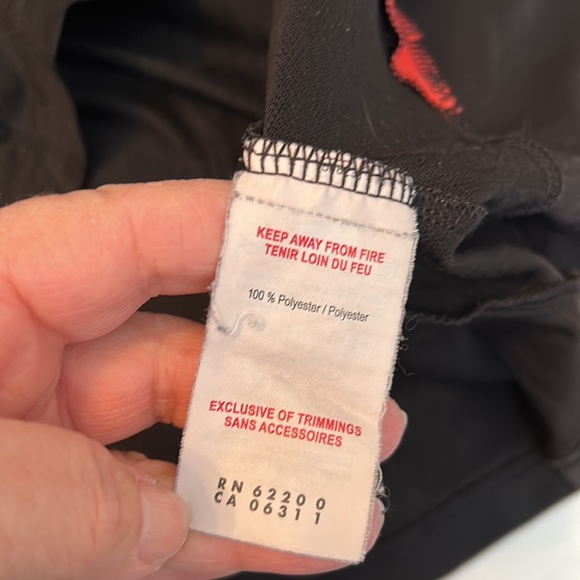 KEEP AWAY FROM FIRE
TENIR LOIN DU FEU
100 % Polyester / Polyester
EXCLUSIVE OF TRIMMINGS
SANS ACCESSOIRES
RN 62200
CA 06311